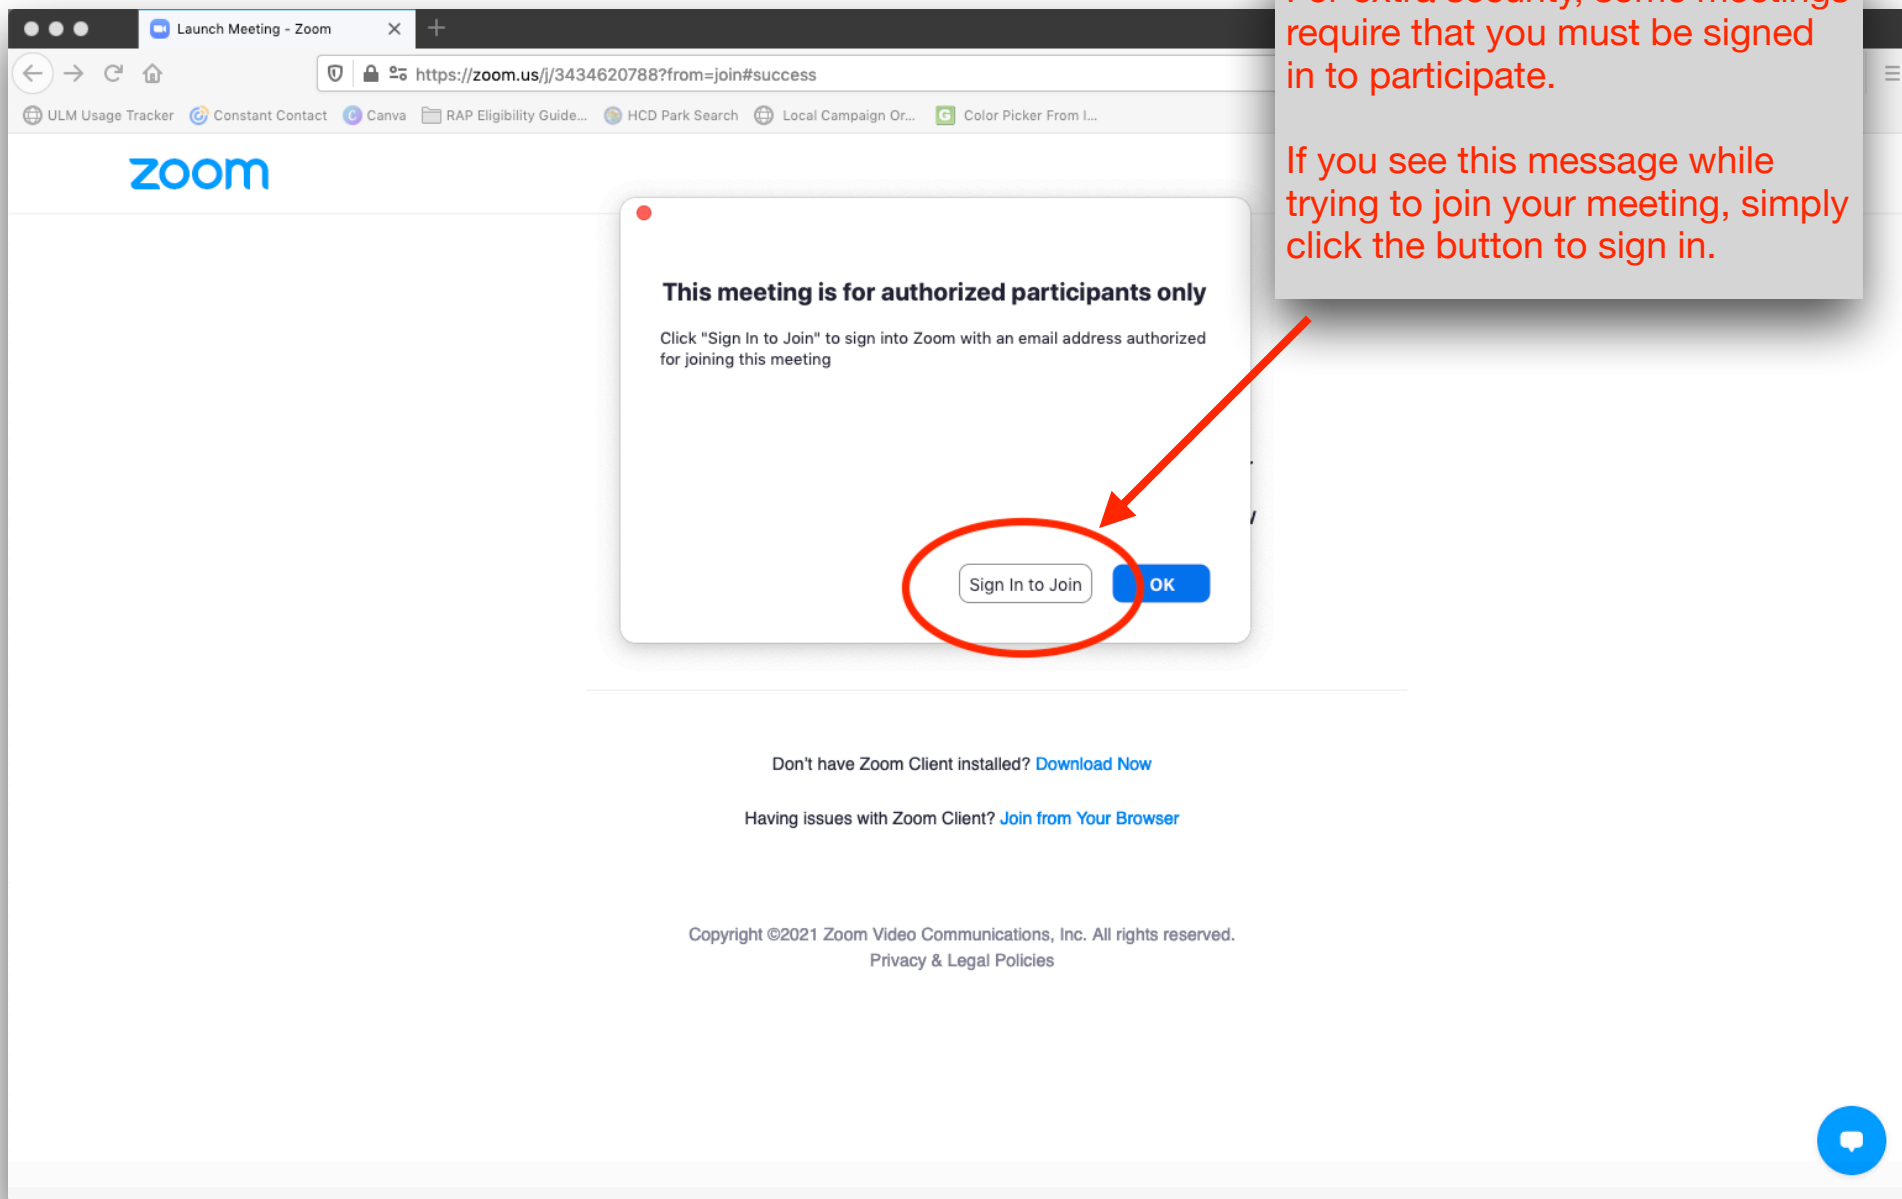 Launch Meeting - Zoom
https://zoom.us/j/3434620788?from=join#success
ULM Usage Tracker
Constant Contact
Canva
RAP Eligibility Guide...
HCD Park Search
Local Campaign Or...
Color Picker From I...
zoom
For extra security, some meetings
require that you must be signed
in to participate.
If you see this message while
trying to join your meeting, simply
click the button to sign in.
This meeting is for authorized participants only
Click "Sign In to Join" to sign into Zoom with an email address authorized
for joining this meeting
Sign In to Join
OK
Don't have Zoom Client installed? Download Now
Having issues with Zoom Client? Join from Your Browser
Copyright ©2021 Zoom Video Communications, Inc. All rights reserved.
Privacy & Legal Policies